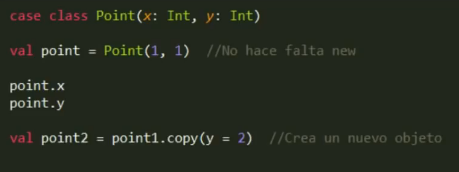 case class Point(x: Int, y: Int)
val point = Point(1, 1)  //No hace falta new
point.x
point.y
val point2 = point1.copy(y = 2)  //Crea un nuevo objeto